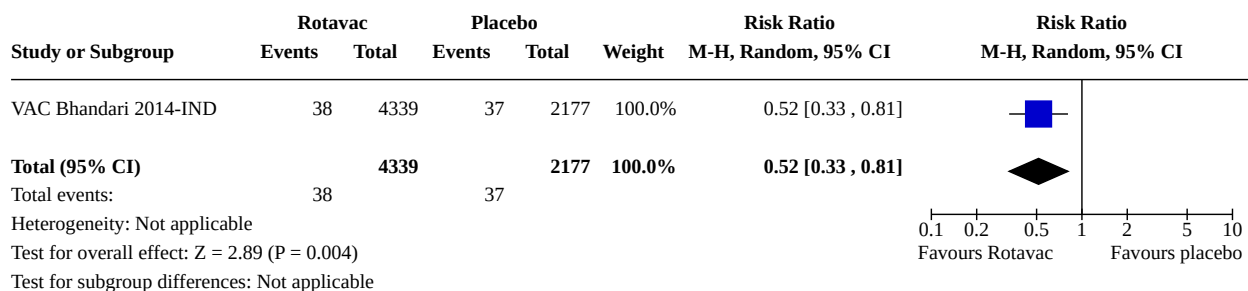 Rotavac Placebo Risk Ratio Risk Ratio
Study or Subgroup Events Total Events Total Weight M-H, Random, 95% CI M-H, Random, 95% CI
VAC Bhandari 2014-IND 38 4339 37 2177 100.0% 0.52 [0.33 , 0.81]
Total (95% CI) 4339 2177 100.0% 0.52 [0.33 , 0.81]
Total events: 38 37
Heterogeneity: Not applicable
0.1 0.2 0.5 1 2 5 10
Test for overall effect: Z = 2.89 (P = 0.004) Favours Rotavac Favours placebo
Test for subgroup differences: Not applicable